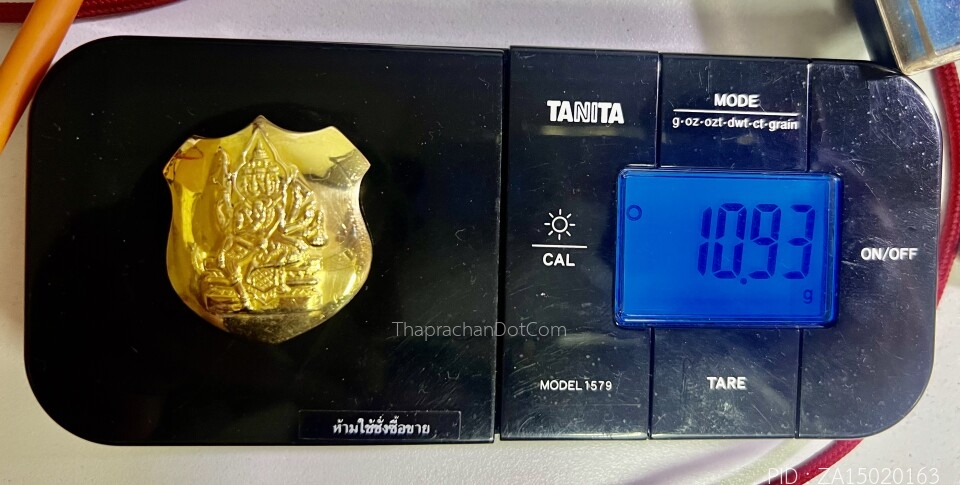 TANITA
MODE
g-oz-ozt-dwt-ct-grain
CAL
10.93
g
ON/OFF
ThaprachanDotCom
MODEL 1579
TARE
ห้ามใช้ชั่งซื้อขาย
PID : ZA15020163